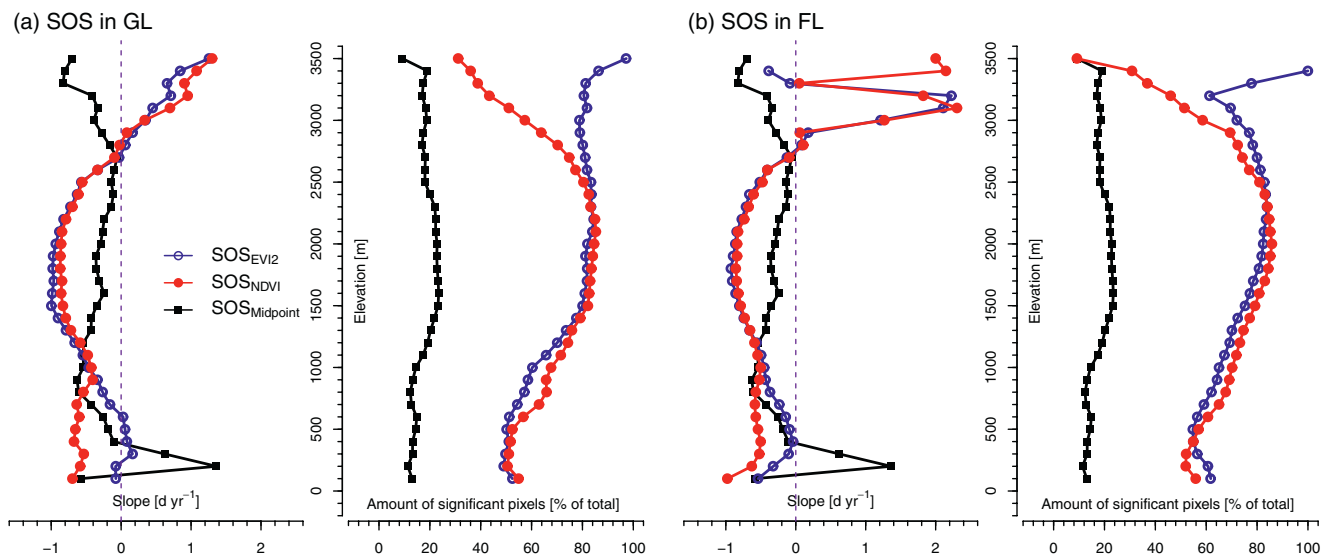 (a) SOS in GL
(b) SOS in FL
SOS_EVI2
SOS_NDVI
SOS_Midpoint
Elevation [m]
0
500
1000
1500
2000
2500
3000
3500
Elevation [m]
0
500
1000
1500
2000
2500
3000
3500
Slope [d yr⁻¹]
Amount of significant pixels [% of total]
Slope [d yr⁻¹]
Amount of significant pixels [% of total]
−1 0 1 2
0 20 40 60 80 100
−1 0 1 2
0 20 40 60 80 100